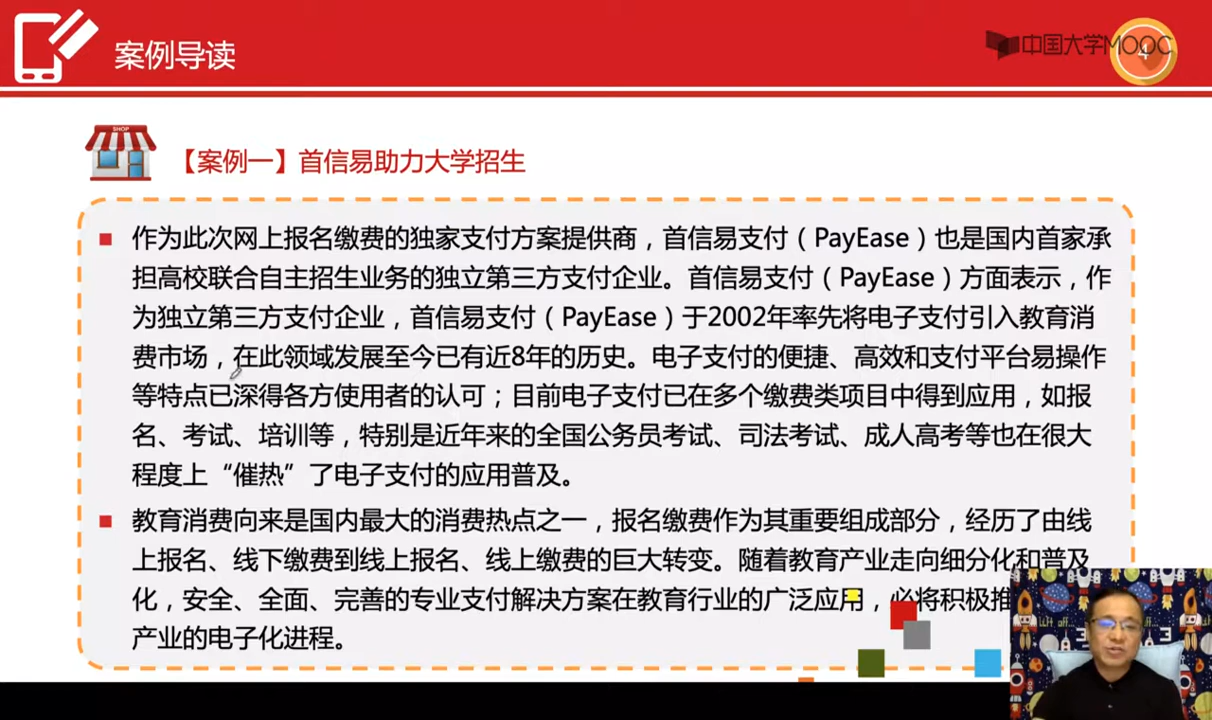 案例导读
中国大学MOOC
4
SHOP
【案例一】首信易助力大学招生
作为此次网上报名缴费的独家支付方案提供商，首信易支付（PayEase）也是国内首家承
担高校联合自主招生业务的独立第三方支付企业。首信易支付（PayEase）方面表示，作
为独立第三方支付企业，首信易支付（PayEase）于2002年率先将电子支付引入教育消
费市场，在此领域发展至今已有近8年的历史。电子支付的便捷、高效和支付平台易操作
等特点已深得各方使用者的认可；目前电子支付已在多个缴费类项目中得到应用，如报
名、考试、培训等，特别是近年来的全国公务员考试、司法考试、成人高考等也在很大
程度上“催热”了电子支付的应用普及。
教育消费向来是国内最大的消费热点之一，报名缴费作为其重要组成部分，经历了由线
上报名、线下缴费到线上报名、线上缴费的巨大转变。随着教育产业走向细分化和普及
化，安全、全面、完善的专业支付解决方案在教育行业的广泛应用，必将积极推
产业的电子化进程。